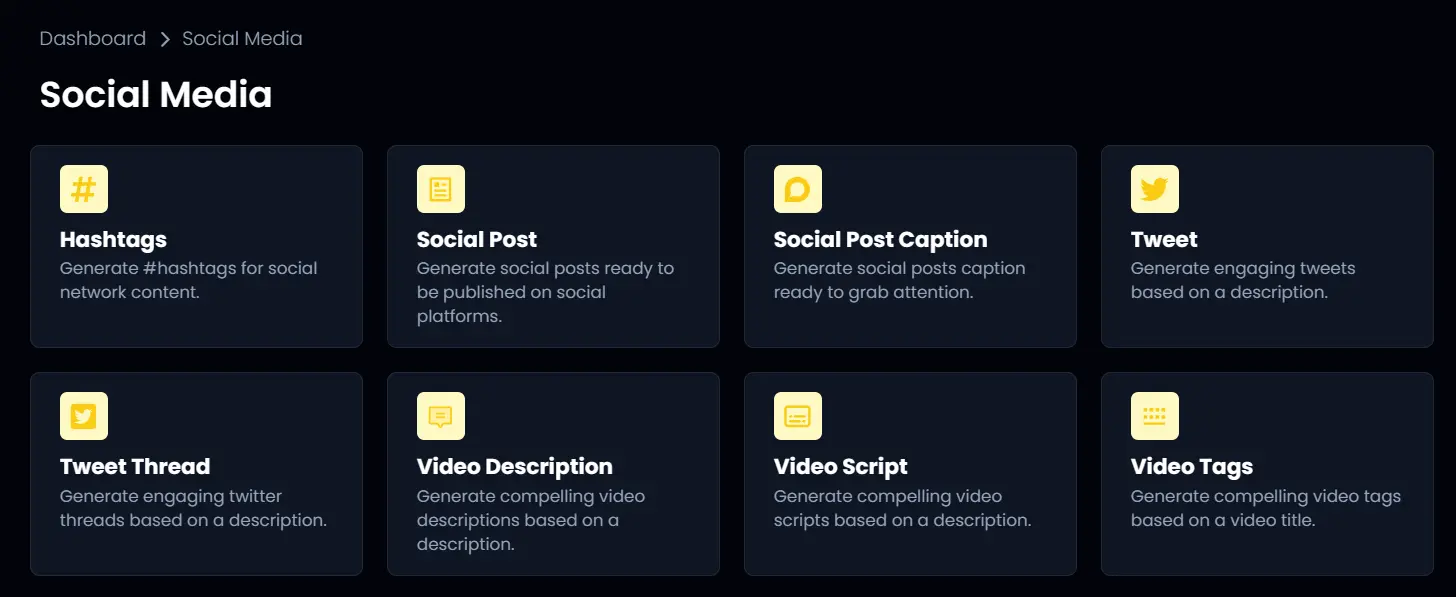 Dashboard > Social Media
Social Media
Hashtags
Generate #hashtags for social
network content.
Social Post
Generate social posts ready to
be published on social
platforms.
Social Post Caption
Generate social posts caption
ready to grab attention.
Tweet
Generate engaging tweets
based on a description.
Tweet Thread
Generate engaging twitter
threads based on a description.
Video Description
Generate compelling video
descriptions based on a
description.
Video Script
Generate compelling video
scripts based on a description.
Video Tags
Generate compelling video tags
based on a video title.